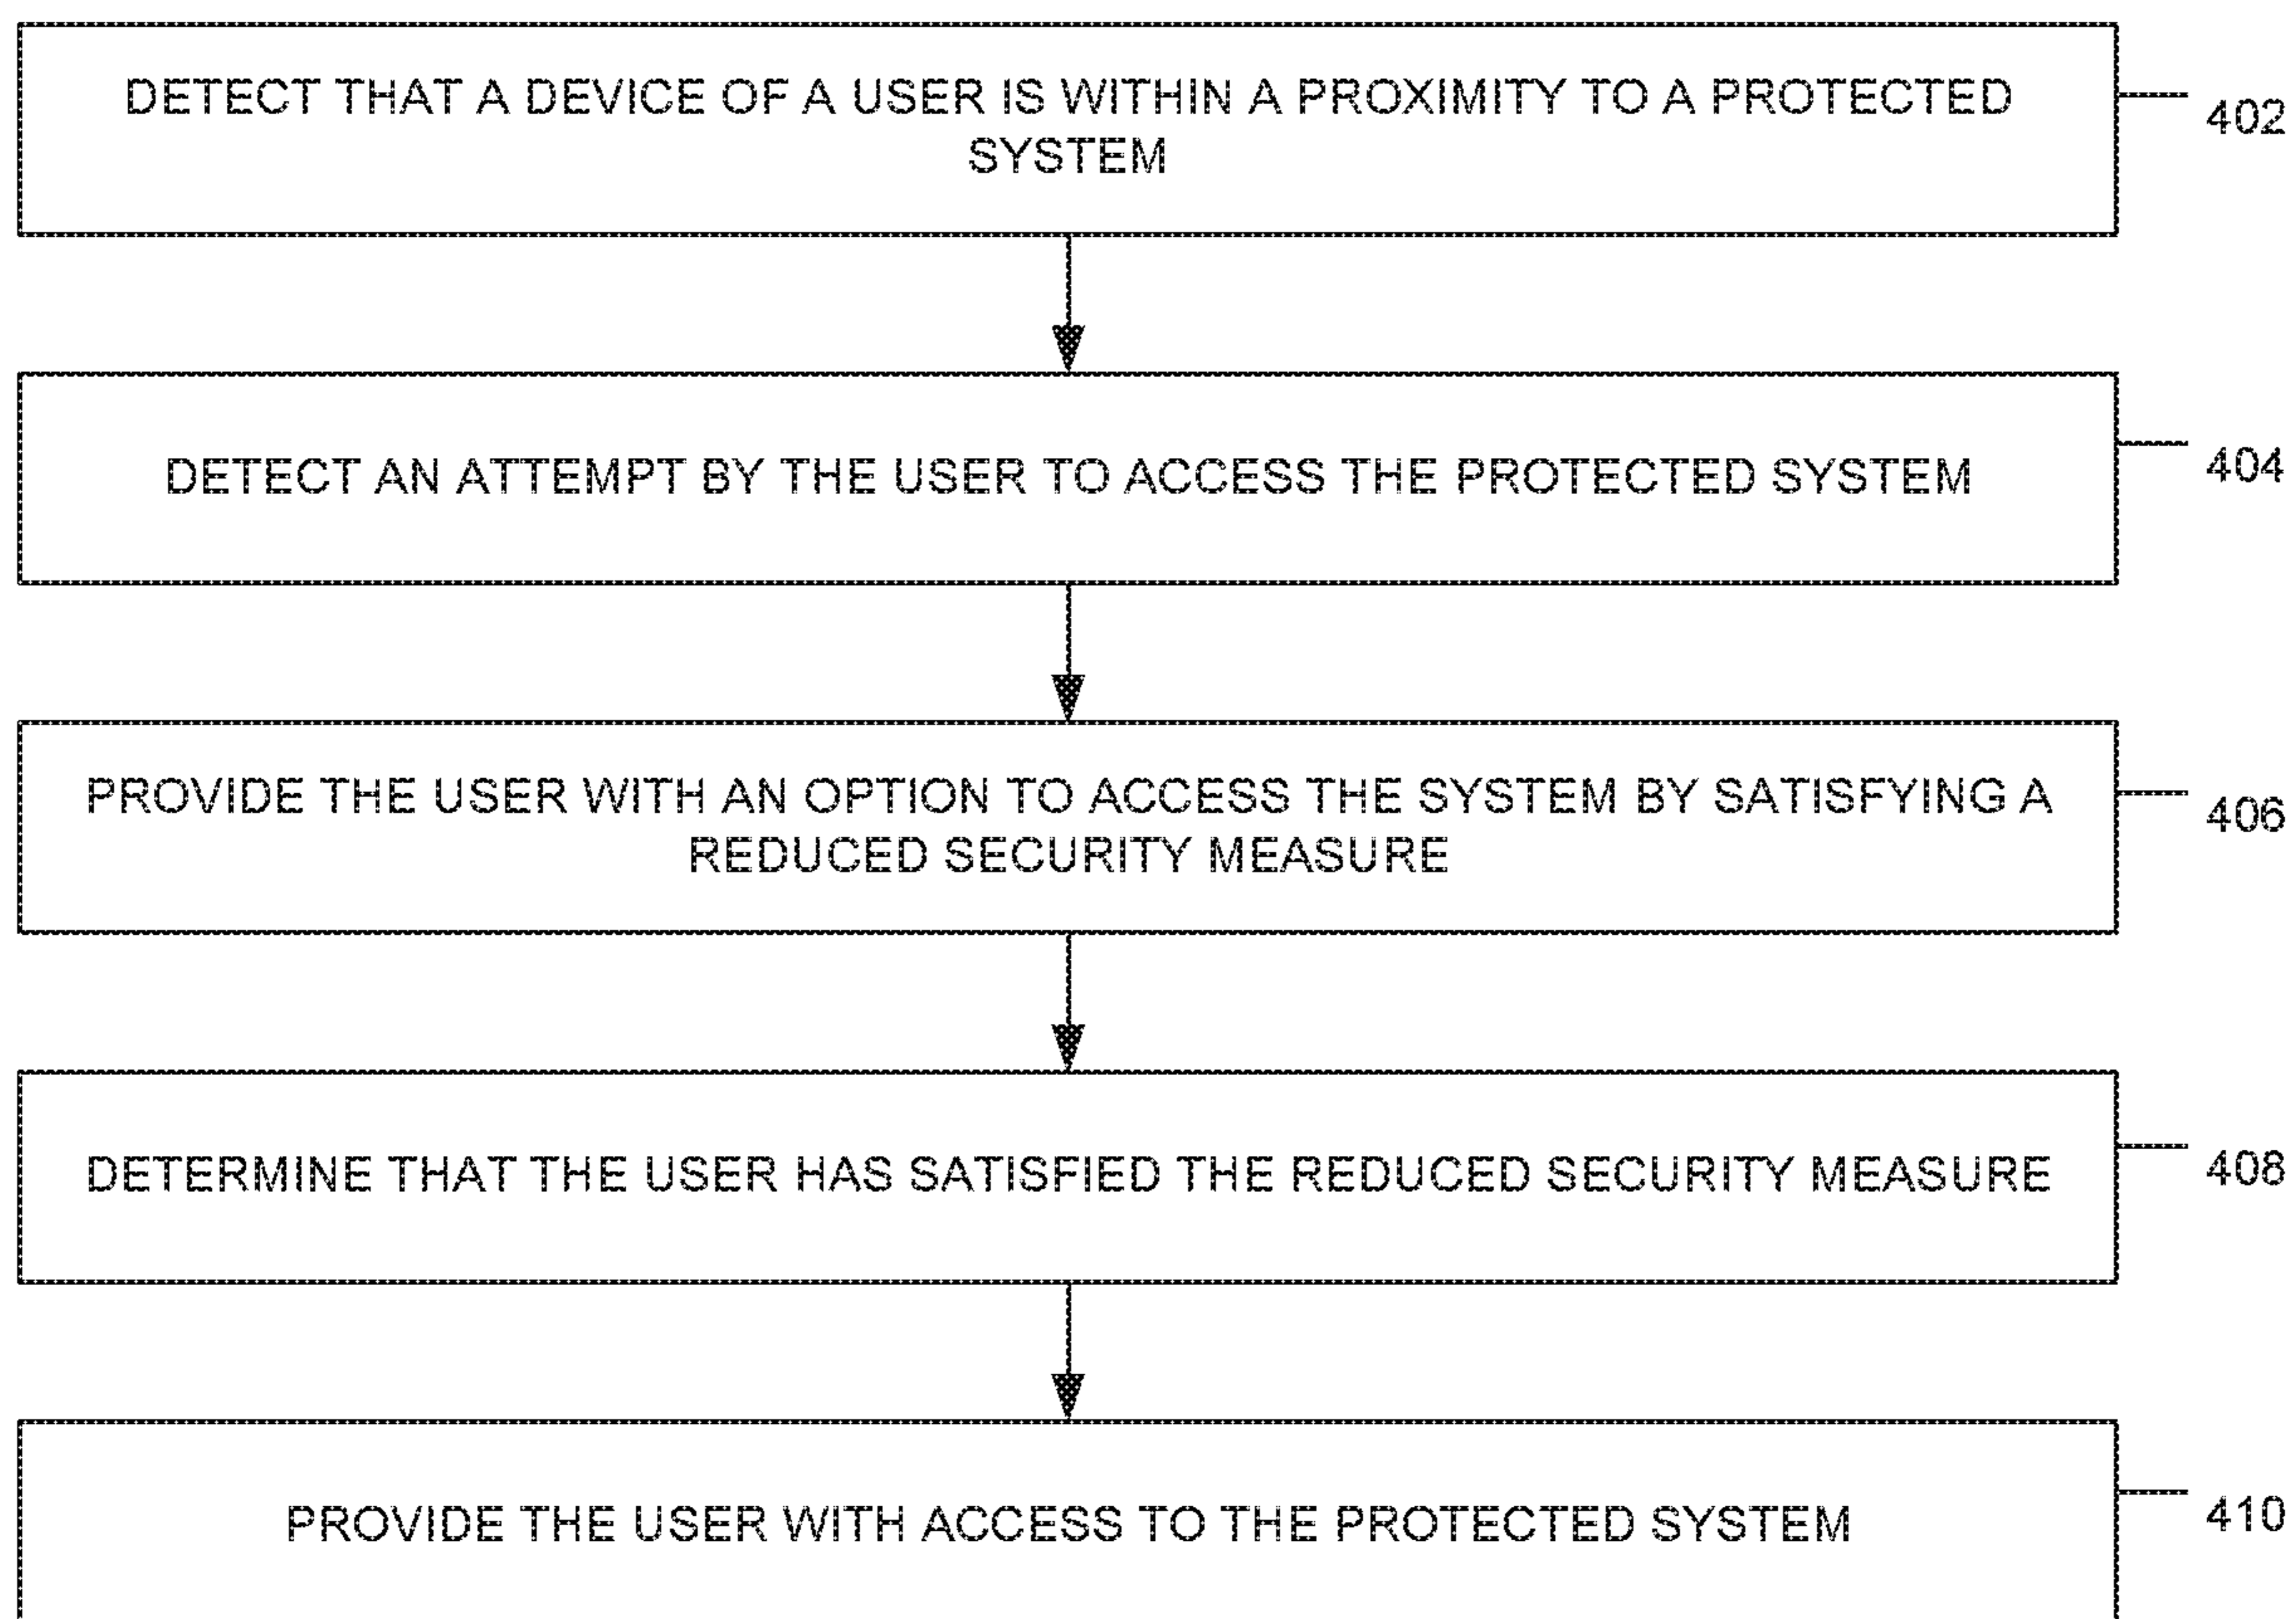 DETECT THAT A DEVICE OF A USER IS WITHIN A PROXIMITY TO A PROTECTED
SYSTEM
402
DETECT AN ATTEMPT BY THE USER TO ACCESS THE PROTECTED SYSTEM
404
PROVIDE THE USER WITH AN OPTION TO ACCESS THE SYSTEM BY SATISFYING A
REDUCED SECURITY MEASURE
406
DETERMINE THAT THE USER HAS SATISFIED THE REDUCED SECURITY MEASURE
408
PROVIDE THE USER WITH ACCESS TO THE PROTECTED SYSTEM
410